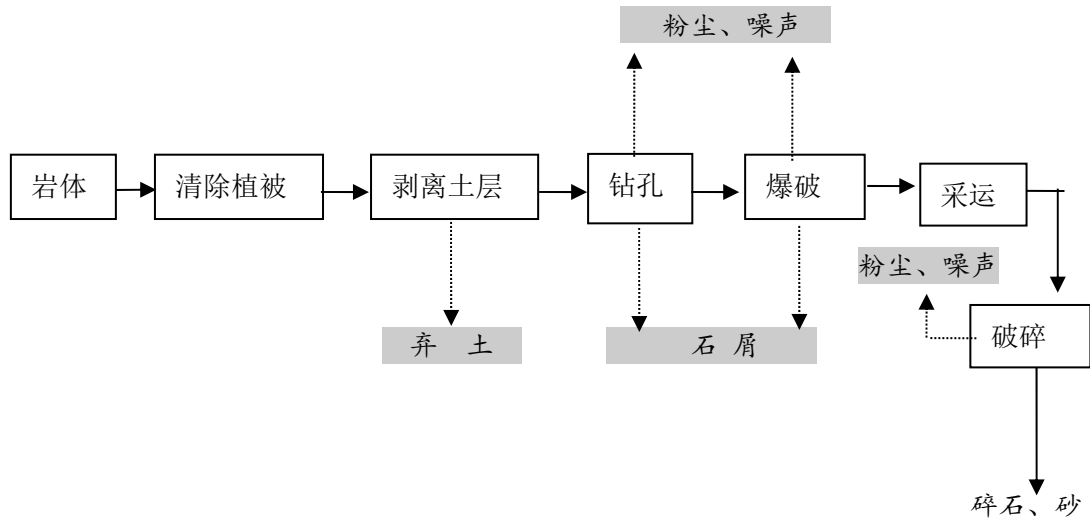 粉尘、噪声
岩体
清除植被
剥离土层
钻孔
爆破
采运
粉尘、噪声
弃 土
石 屑
破碎
碎石、砂